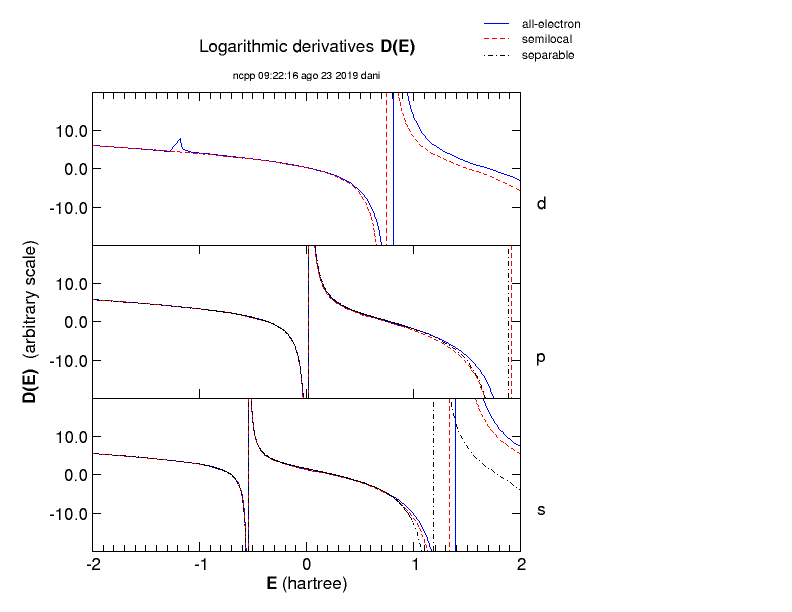 all-electron
semilocal
separable
Logarithmic derivatives D(E)
ncpp 09:22:16 ago 23 2019 dani
10.0
0.0
-10.0
d
10.0
0.0
-10.0
p
10.0
0.0
-10.0
s
D(E) (arbitrary scale)
-2 -1 0 1 2
E (hartree)